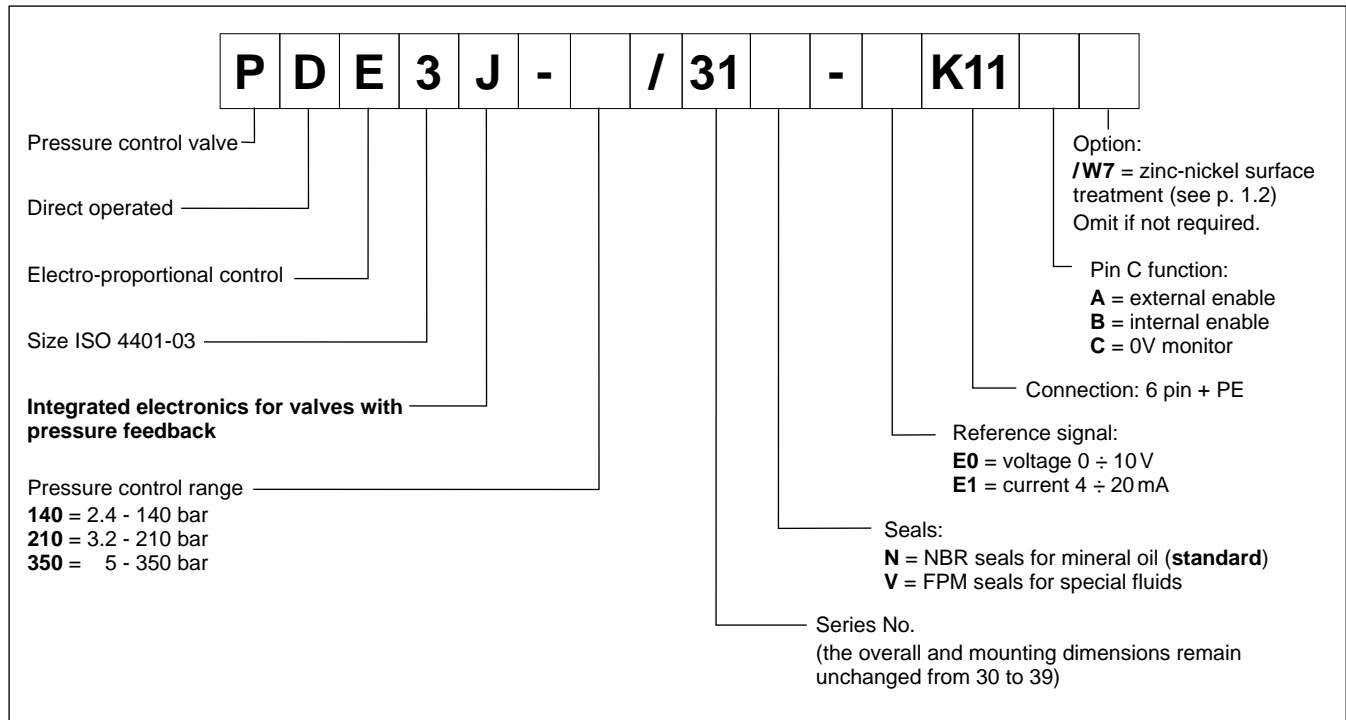 P D E 3 J - / 31 - K11
Pressure control valve
Direct operated
Electro-proportional control
Size ISO 4401-03
Integrated electronics for valves with
pressure feedback
Pressure control range
140 = 2.4 - 140 bar
210 = 3.2 - 210 bar
350 = 5 - 350 bar
Option:
/W7 = zinc-nickel surface
treatment (see p. 1.2)
Omit if not required.
Pin C function:
A = external enable
B = internal enable
C = 0V monitor
Connection: 6 pin + PE
Reference signal:
E0 = voltage 0 ÷ 10 V
E1 = current 4 ÷ 20 mA
Seals:
N = NBR seals for mineral oil (standard)
V = FPM seals for special fluids
Series No.
(the overall and mounting dimensions remain
unchanged from 30 to 39)